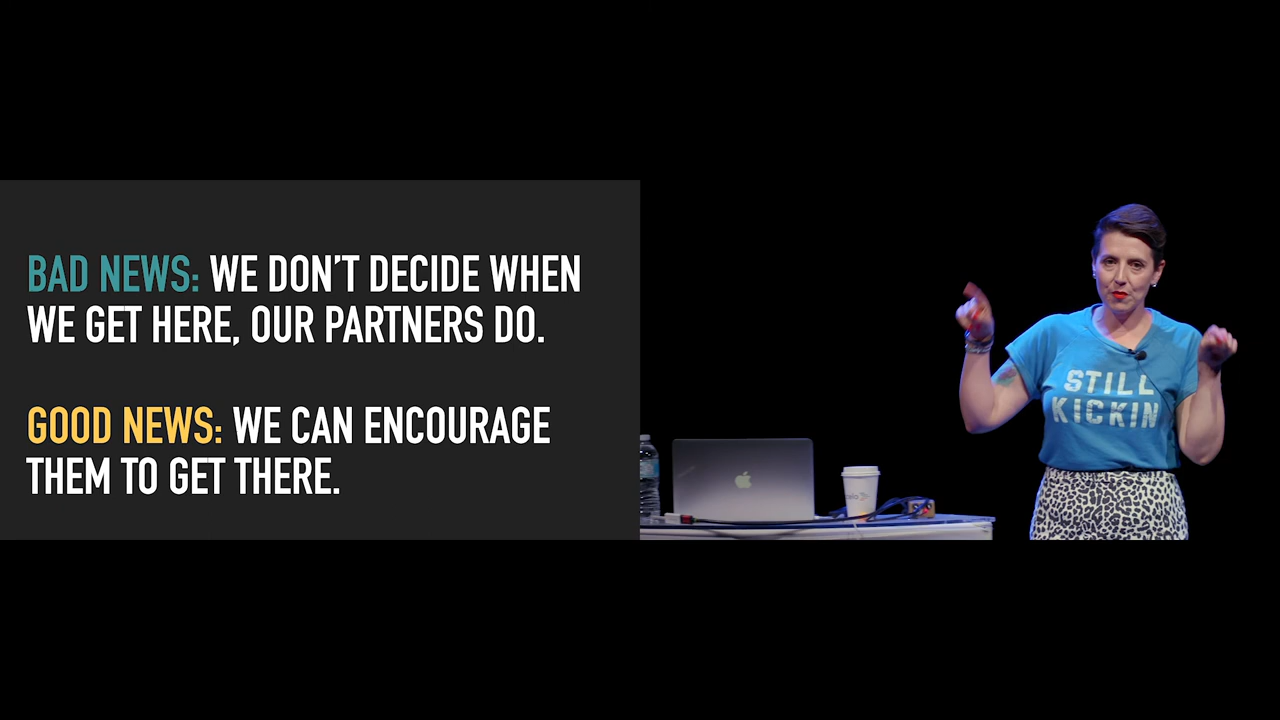 BAD NEWS: WE DON'T DECIDE WHEN
WE GET HERE, OUR PARTNERS DO.
GOOD NEWS: WE CAN ENCOURAGE
THEM TO GET THERE.
STILL
KICKIN